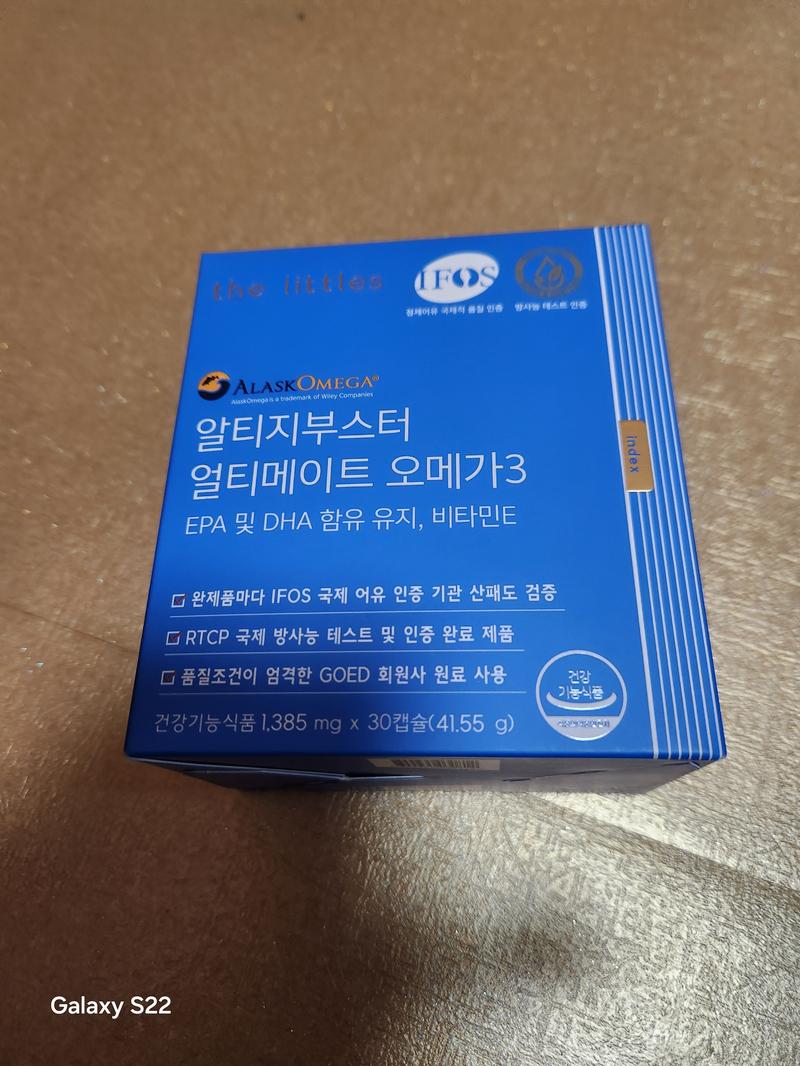 the littles
IFOS
정제어유 국제적 품질 인증
방사능 테스트 인증
ALASKOMEGA®
AlaskOmega is a trademark of Wiley Companies
알티지부스터
얼티메이트 오메가3
EPA 및 DHA 함유 유지, 비타민E
index
완제품마다 IFOS 국제 어유 인증 기관 산패도 검증
RTCP 국제 방사능 테스트 및 인증 완료 제품
품질조건이 엄격한 GOED 회원사 원료 사용
건강
기능식품
건강기능식품 1,385 mg x 30캡슐(41.55 g)
Galaxy S22